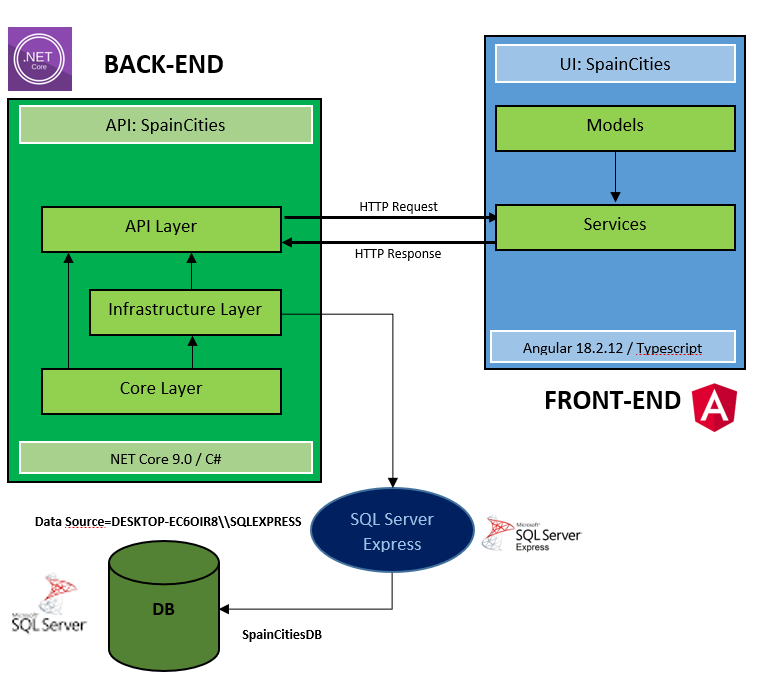 .NET
Core
BACK-END
API: SpainCities
API Layer
Infrastructure Layer
Core Layer
NET Core 9.0 / C#
HTTP Request
HTTP Response
UI: SpainCities
Models
Services
Angular 18.2.12 / Typescript
FRONT-END
A
Data Source=DESKTOP-EC6OIR8\\SQLEXPRESS
SQL Server
Express
Microsoft
SQL Server
Express
DB
Microsoft
SQL Server
SpainCitiesDB